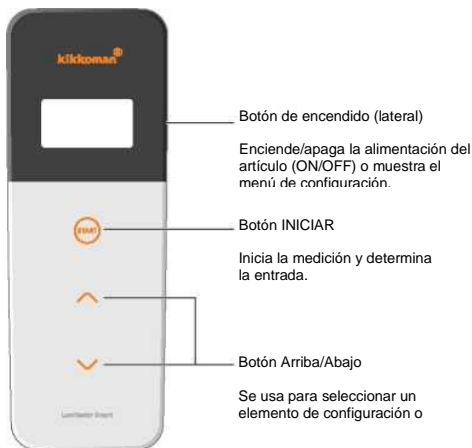 kikkoman®
Botón de encendido (lateral)
Enciende/apaga la alimentación del
artículo (ON/OFF) o muestra el
menú de configuración.
START
Botón INICIAR
Inicia la medición y determina
la entrada.
Botón Arriba/Abajo
Se usa para seleccionar un
elemento de configuración o
Lumitester Smart